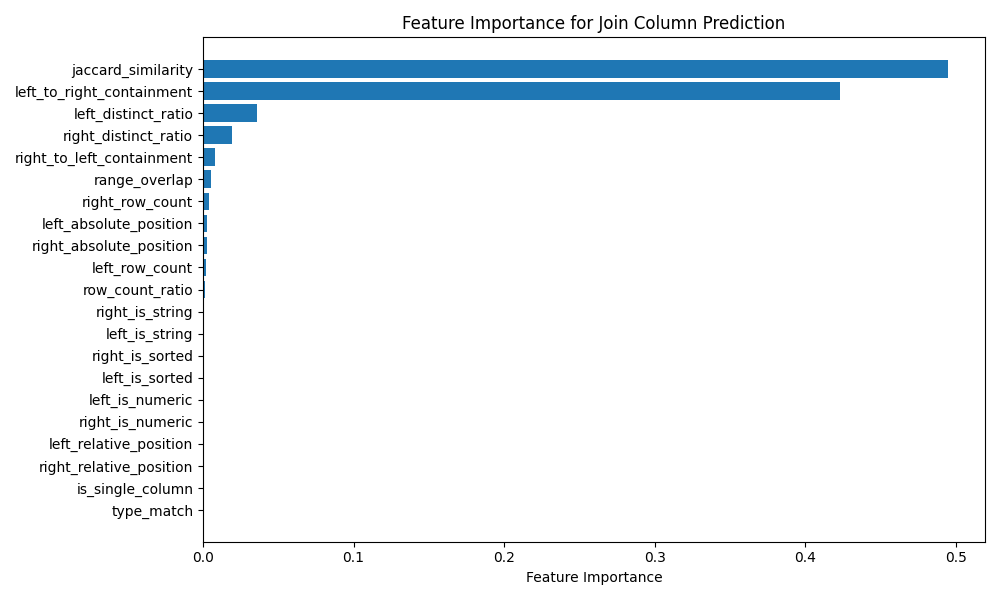 Feature Importance for Join Column Prediction
jaccard_similarity
left_to_right_containment
left_distinct_ratio
right_distinct_ratio
right_to_left_containment
range_overlap
right_row_count
left_absolute_position
right_absolute_position
left_row_count
row_count_ratio
right_is_string
left_is_string
right_is_sorted
left_is_sorted
left_is_numeric
right_is_numeric
left_relative_position
right_relative_position
is_single_column
type_match
0.0 0.1 0.2 0.3 0.4 0.5
Feature Importance